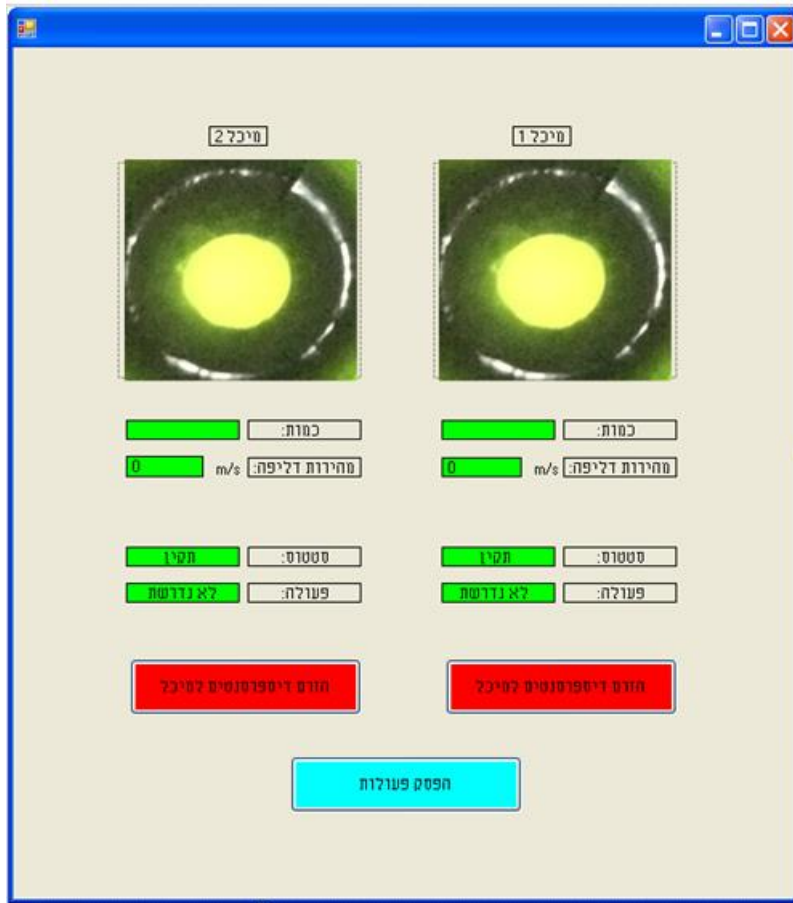 מיכל 1
מיכל 2
כמות:
כמות:
מהירות דליפה: m/s 0
מהירות דליפה: m/s 0
סטטוס: תקין
סטטוס: תקין
פעולה: לא נדרשת
פעולה: לא נדרשת
הזרם דיספרסנטים למיכל
הזרם דיספרסנטים למיכל
הפסק פעולות